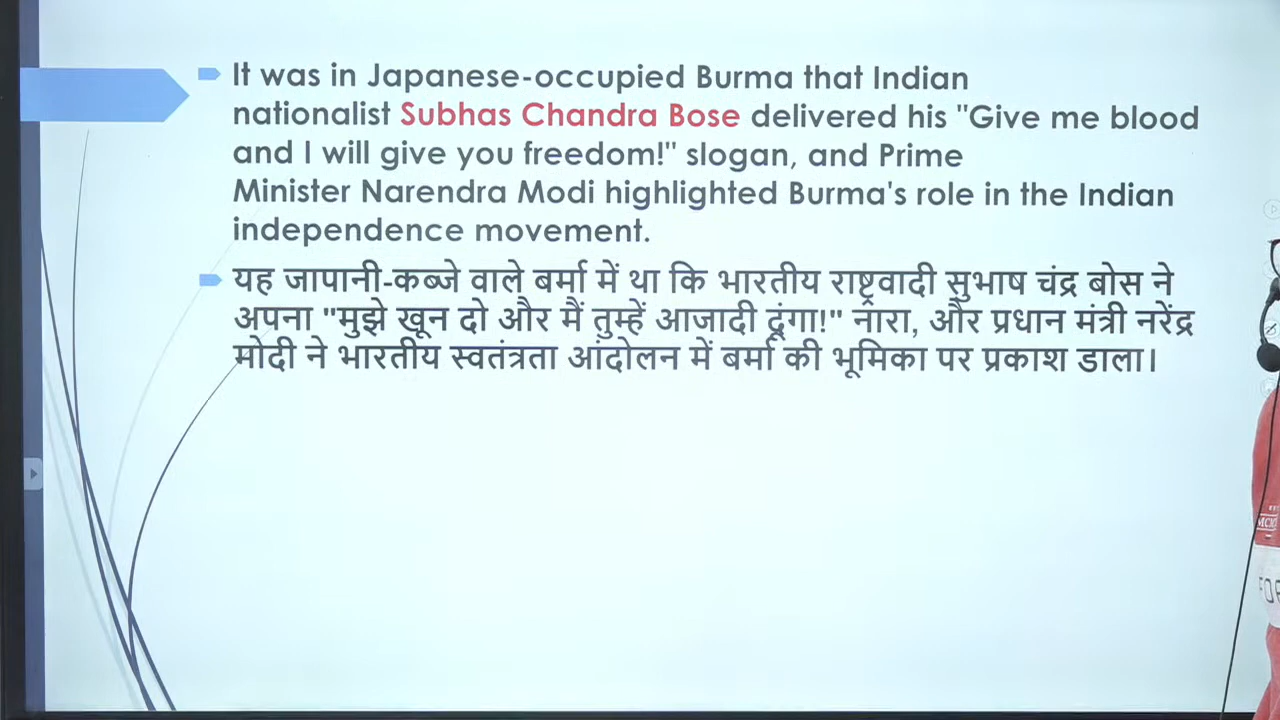 It was in Japanese-occupied Burma that Indian
nationalist Subhas Chandra Bose delivered his "Give me blood
and I will give you freedom!" slogan, and Prime
Minister Narendra Modi highlighted Burma's role in the Indian
independence movement.
यह जापानी-कब्जे वाले बर्मा में था कि भारतीय राष्ट्रवादी सुभाष चंद्र बोस ने
अपना "मुझे खून दो और मैं तुम्हें आजादी दूंगा!" नारा, और प्रधान मंत्री नरेंद्र
मोदी ने भारतीय स्वतंत्रता आंदोलन में बर्मा की भूमिका पर प्रकाश डाला।